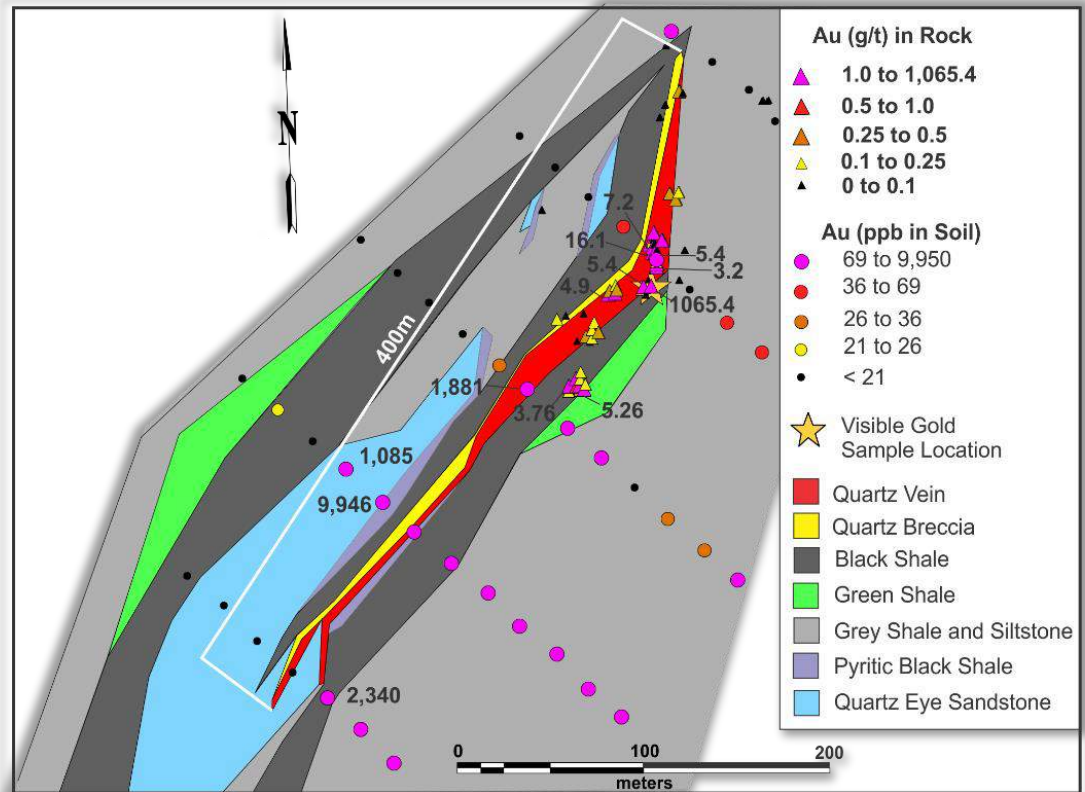 N
400m
7.2
16.1
5.4
5.4
3.2
4.9
1065.4
1,881
3.76
5.26
1,085
9,946
2,340
0 100 200
meters
Au (g/t) in Rock
1.0 to 1,065.4
0.5 to 1.0
0.25 to 0.5
0.1 to 0.25
0 to 0.1
Au (ppb in Soil)
69 to 9,950
36 to 69
26 to 36
21 to 26
< 21
Visible Gold
Sample Location
Quartz Vein
Quartz Breccia
Black Shale
Green Shale
Grey Shale and Siltstone
Pyritic Black Shale
Quartz Eye Sandstone